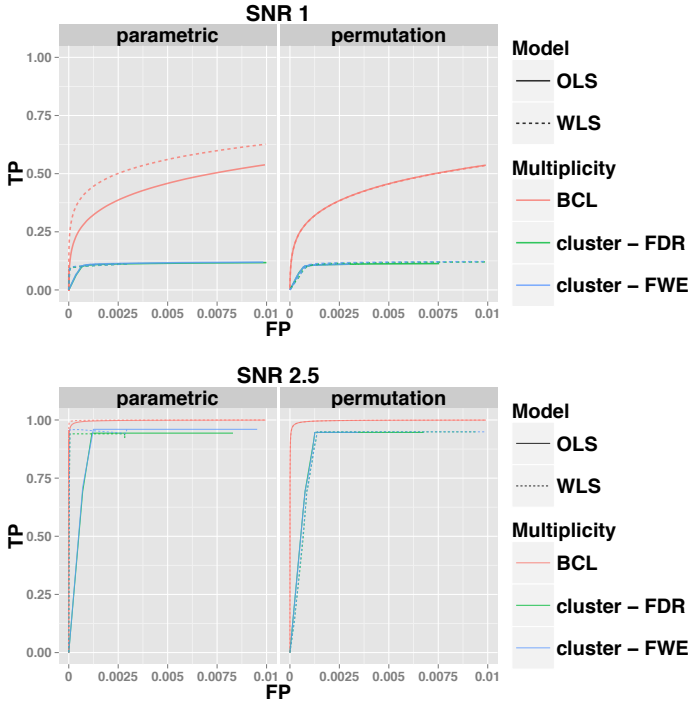 SNR 1
parametric
permutation
1.00
0.75
0.50
0.25
0.00
TP
0
0.0025
0.005
0.0075
0.01
0
0.0025
0.005
0.0075
0.01
FP
Model
OLS
WLS
Multiplicity
BCL
cluster − FDR
cluster − FWE
SNR 2.5
parametric
permutation
1.00
0.75
0.50
0.25
0.00
TP
0
0.0025
0.005
0.0075
0.01
0
0.0025
0.005
0.0075
0.01
FP
Model
OLS
WLS
Multiplicity
BCL
cluster − FDR
cluster − FWE